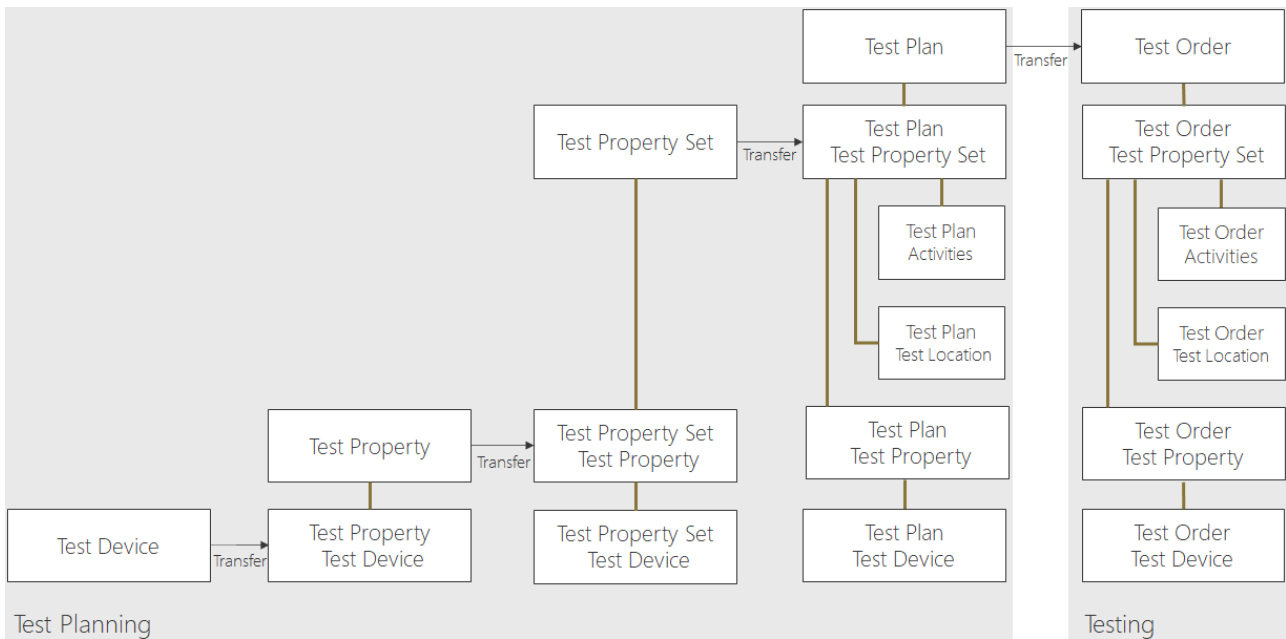 Test Plan
Transfer
Test Order
Test Property Set
Transfer
Test Plan
Test Property Set
Test Order
Test Property Set
Test Plan
Activities
Test Order
Activities
Test Plan
Test Location
Test Order
Test Location
Test Property
Transfer
Test Property Set
Test Property
Test Plan
Test Property
Test Order
Test Property
Test Device
Transfer
Test Property
Test Device
Test Property Set
Test Device
Test Plan
Test Device
Test Order
Test Device
Test Planning
Testing